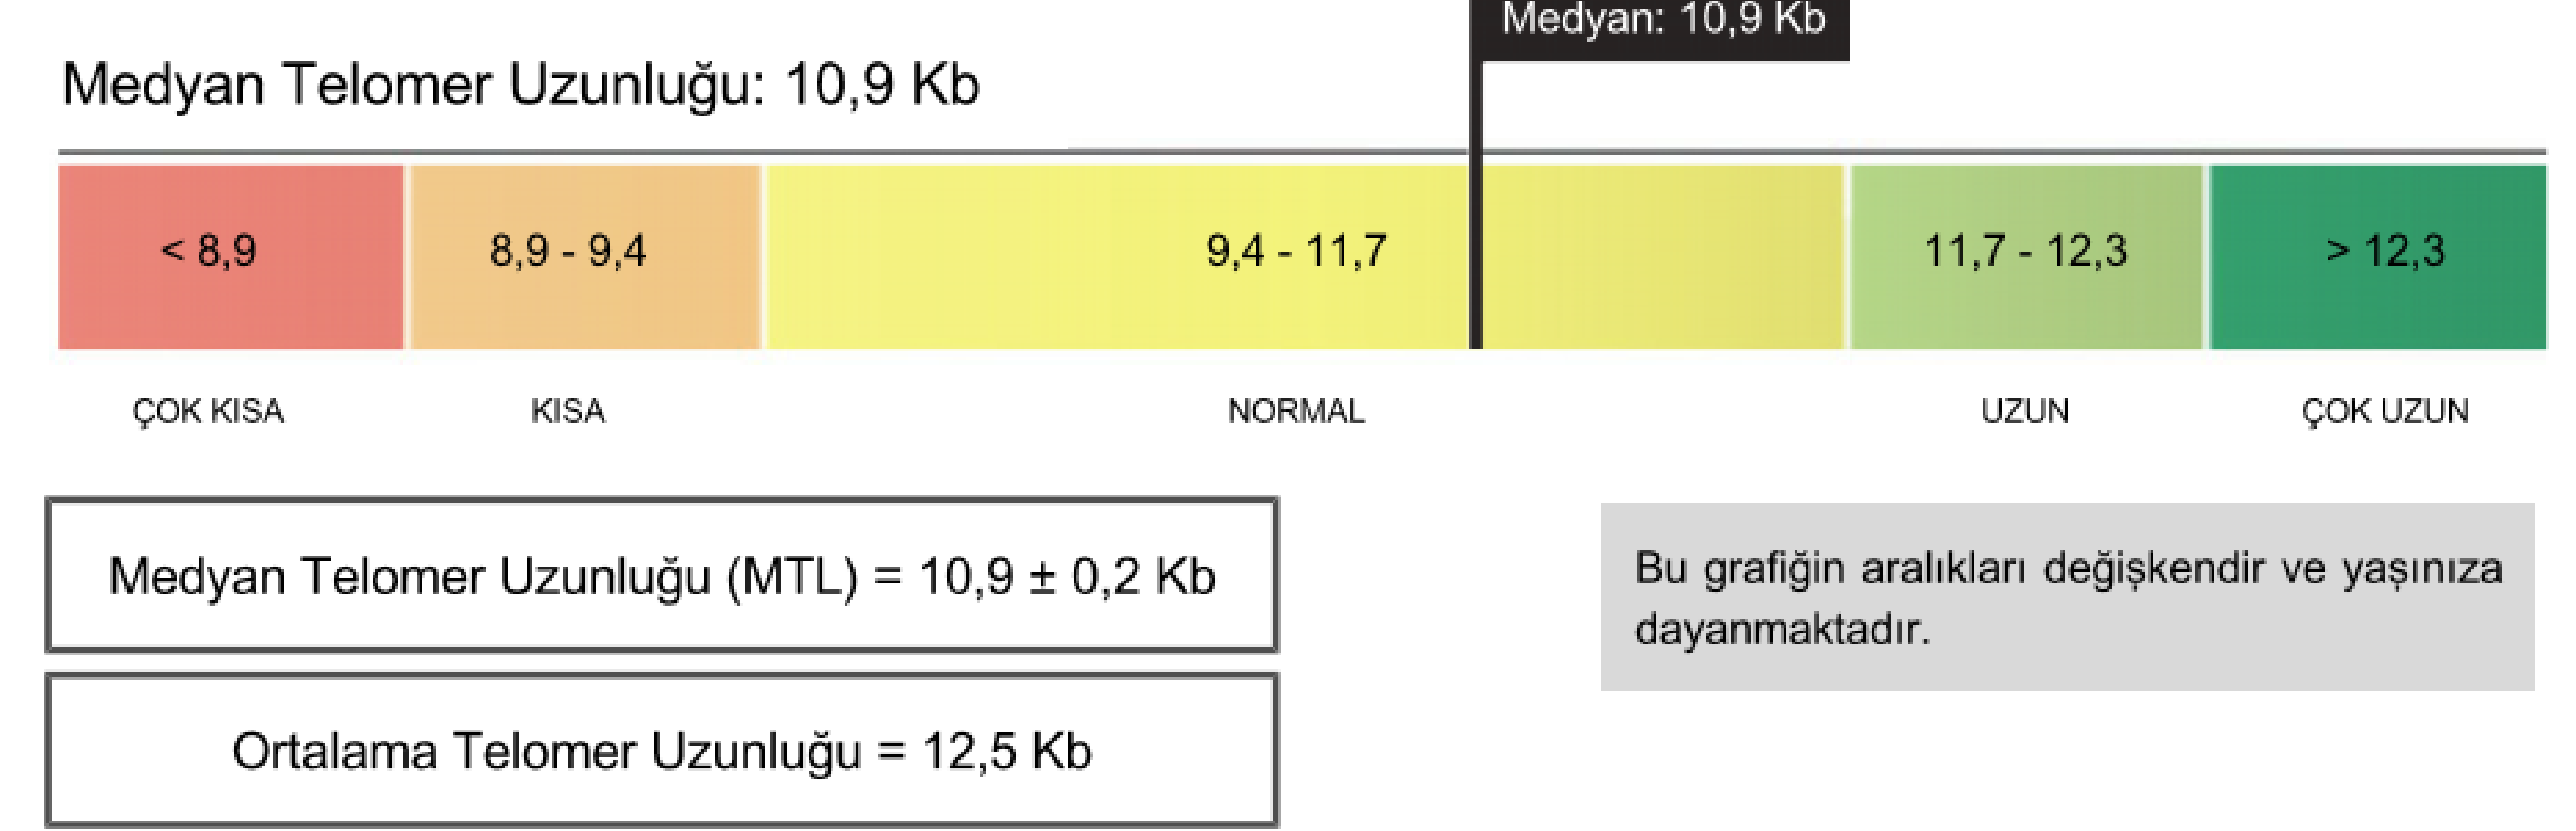 Medyan: 10,9 Kb
Medyan Telomer Uzunluğu: 10,9 Kb
< 8,9
8,9 - 9,4
9,4 - 11,7
11,7 - 12,3
> 12,3
ÇOK KISA
KISA
NORMAL
UZUN
ÇOK UZUN
Medyan Telomer Uzunluğu (MTL) = 10,9 ± 0,2 Kb
Ortalama Telomer Uzunluğu = 12,5 Kb
Bu grafiğin aralıkları değişkendir ve yaşınıza
dayanmaktadır.